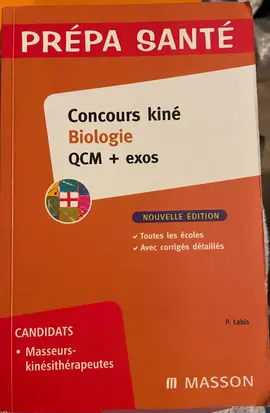 PRÉPA SANTÉ
Concours kiné
Biologie
QCM + exos
NOUVELLE ÉDITION
✓ Toutes les écoles
✓ Avec corrigés détaillés
P. Labis
CANDIDATS
• Masseurs-
kinésithérapeutes
MASSON